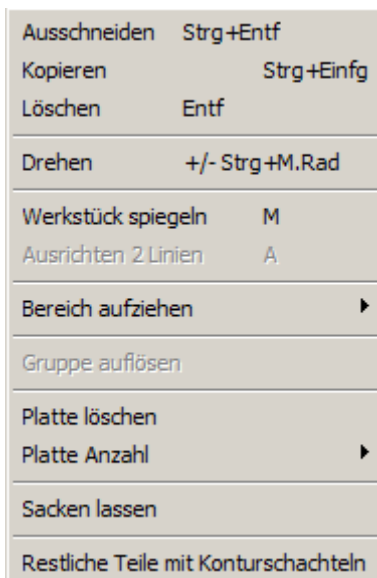 Ausschneiden Strg+Entf
Kopieren Strg+Einfg
Löschen Entf
Drehen +/- Strg+M.Rad
Werkstück spiegeln M
Ausrichten 2 Linien A
Bereich aufziehen
Gruppe auflösen
Platte löschen
Platte Anzahl
Sacken lassen
Restliche Teile mit Konturschachteln